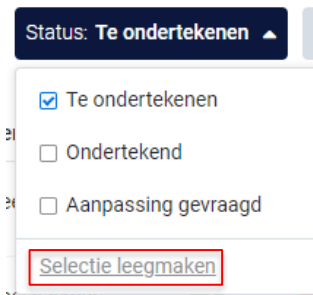 Status: Te ondertekenen
Te ondertekenen
Ondertekend
Aanpassing gevraagd
Selectie leegmaken